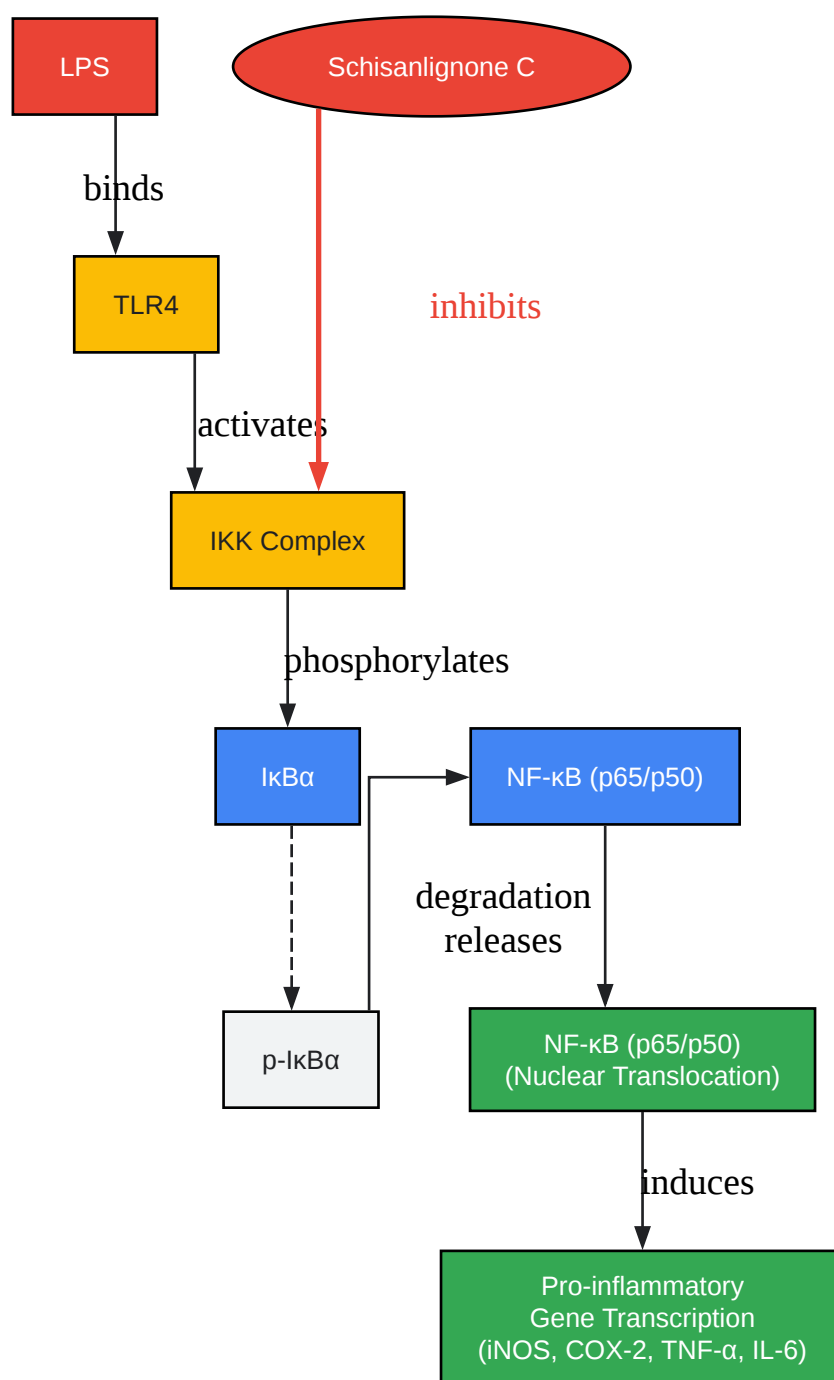 LPS
Schisanlignone C
binds
TLR4
inhibits
activates
IKK Complex
phosphorylates
IκBα
NF-κB (p65/p50)
degradation
releases
p-IκBα
NF-κB (p65/p50)
(Nuclear Translocation)
induces
Pro-inflammatory
Gene Transcription
(iNOS, COX-2, TNF-α, IL-6)